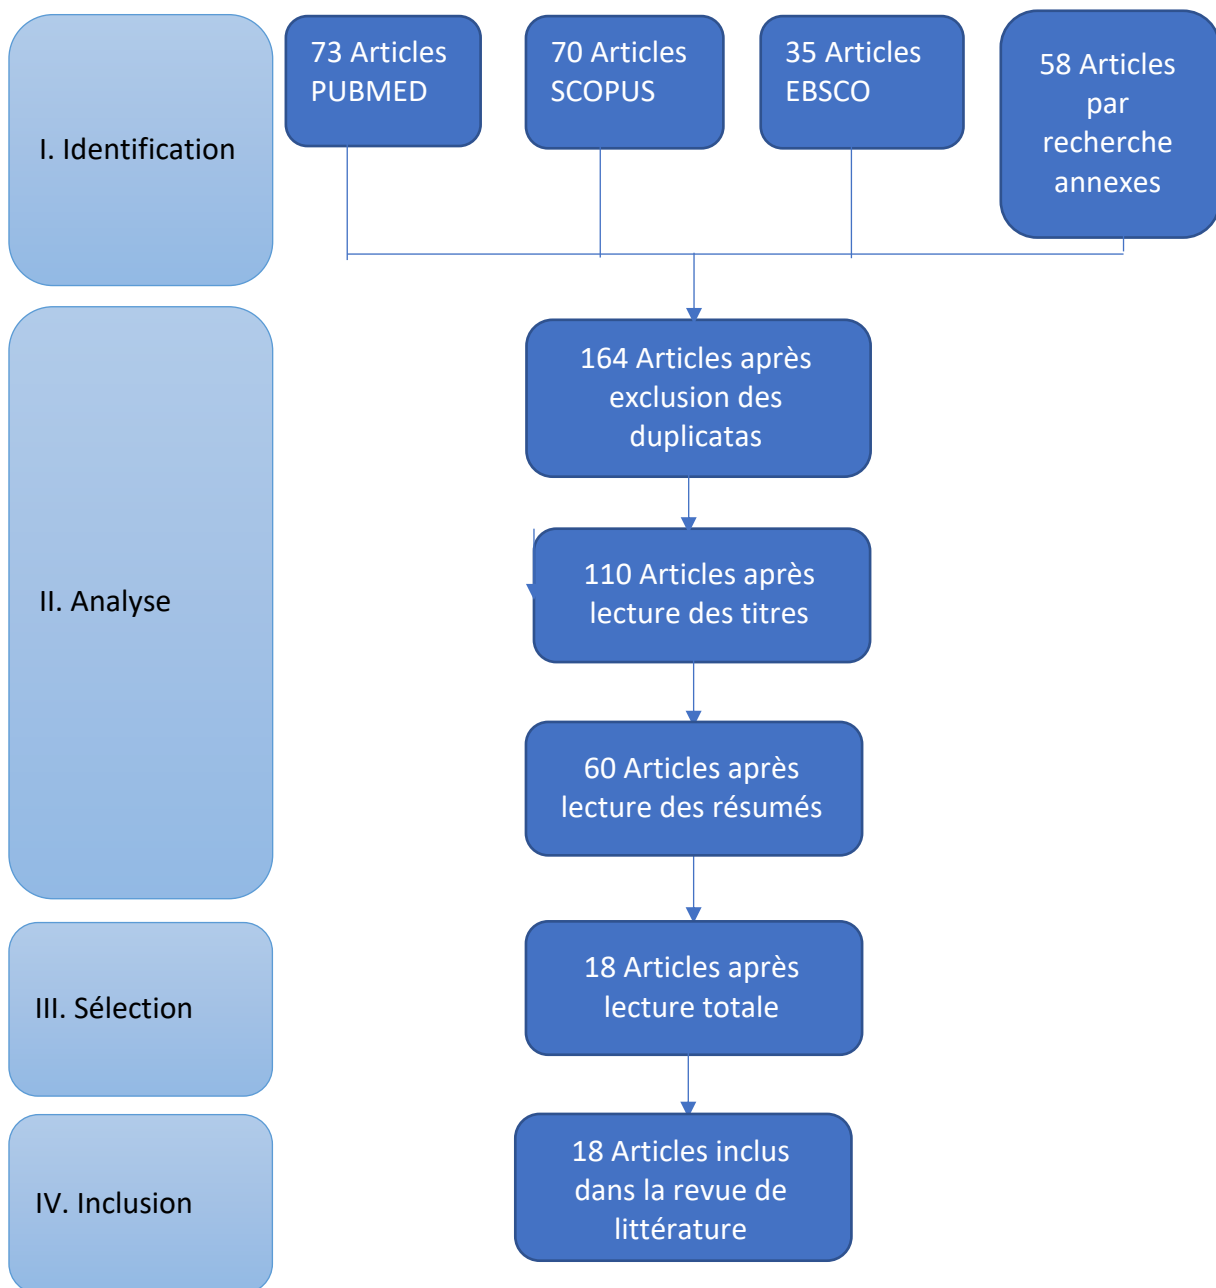 I. Identification
73 Articles
PUBMED
70 Articles
SCOPUS
35 Articles
EBSCO
58 Articles
par
recherche
annexes
II. Analyse
164 Articles après
exclusion des
duplicatas
110 Articles après
lecture des titres
60 Articles après
lecture des résumés
III. Sélection
18 Articles après
lecture totale
IV. Inclusion
18 Articles inclus
dans la revue de
littérature